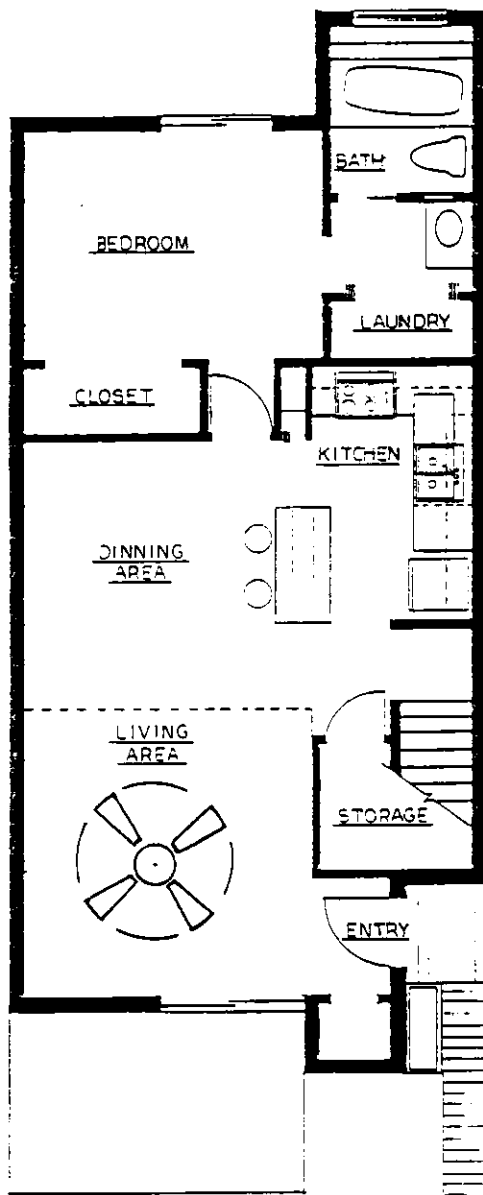 BATH
BEDROOM
LAUNDRY
CLOSET
KITCHEN
DINNING
AREA
LIVING
AREA
STORAGE
ENTRY